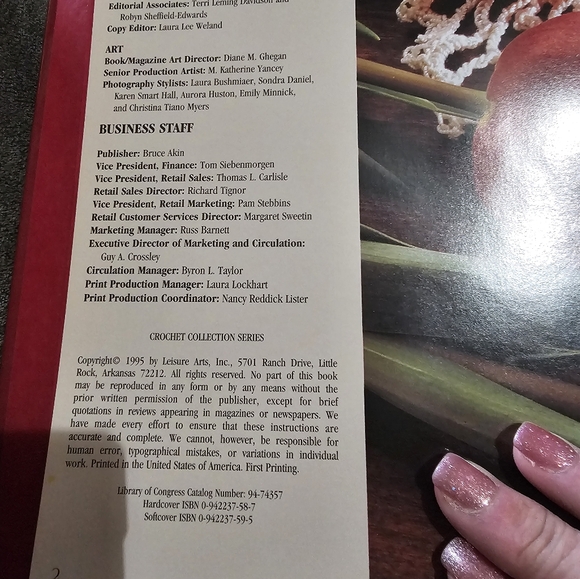 Editorial Associates: Terri Leming Davidson and
Robyn Sheffield-Edwards
Copy Editor: Laura Lee Weland
ART
Book/Magazine Art Director: Diane M. Ghegan
Senior Production Artist: M. Katherine Yancey
Photography Stylists: Laura Bushmiaer, Sondra Daniel,
Karen Smart Hall, Aurora Huston, Emily Minnick,
and Christina Tiano Myers
BUSINESS STAFF
Publisher: Bruce Akin
Vice President, Finance: Tom Siebenmorgen
Vice President, Retail Sales: Thomas L. Carlisle
Retail Sales Director: Richard Tignor
Vice President, Retail Marketing: Pam Stebbins
Retail Customer Services Director: Margaret Sweetin
Marketing Manager: Russ Barnett
Executive Director of Marketing and Circulation:
Guy A. Crossley
Circulation Manager: Byron L. Taylor
Print Production Manager: Laura Lockhart
Print Production Coordinator: Nancy Reddick Lister
CROCHET COLLECTION SERIES
Copyright© 1995 by Leisure Arts, Inc., 5701 Ranch Drive, Little
Rock, Arkansas 72212. All rights reserved. No part of this book
may be reproduced in any form or by any means without the
prior written permission of the publisher, except for brief
quotations in reviews appearing in magazines or newspapers. We
have made every effort to ensure that these instructions are
accurate and complete. We cannot, however, be responsible for
human error, typographical mistakes, or variations in individual
work. Printed in the United States of America. First Printing.
Library of Congress Catalog Number: 94-74357
Hardcover ISBN 0-942237-58-7
Softcover ISBN 0-942237-59-5
2